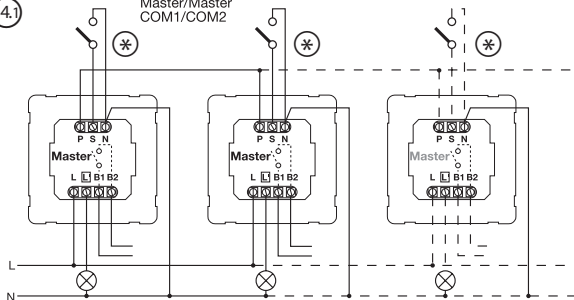 4.1
Master/Master
COM1/COM2
* * *
P S N P S N P S N
Master Master Master
L L' B1 B2 L L' B1 B2 L L' B1 B2
L
N